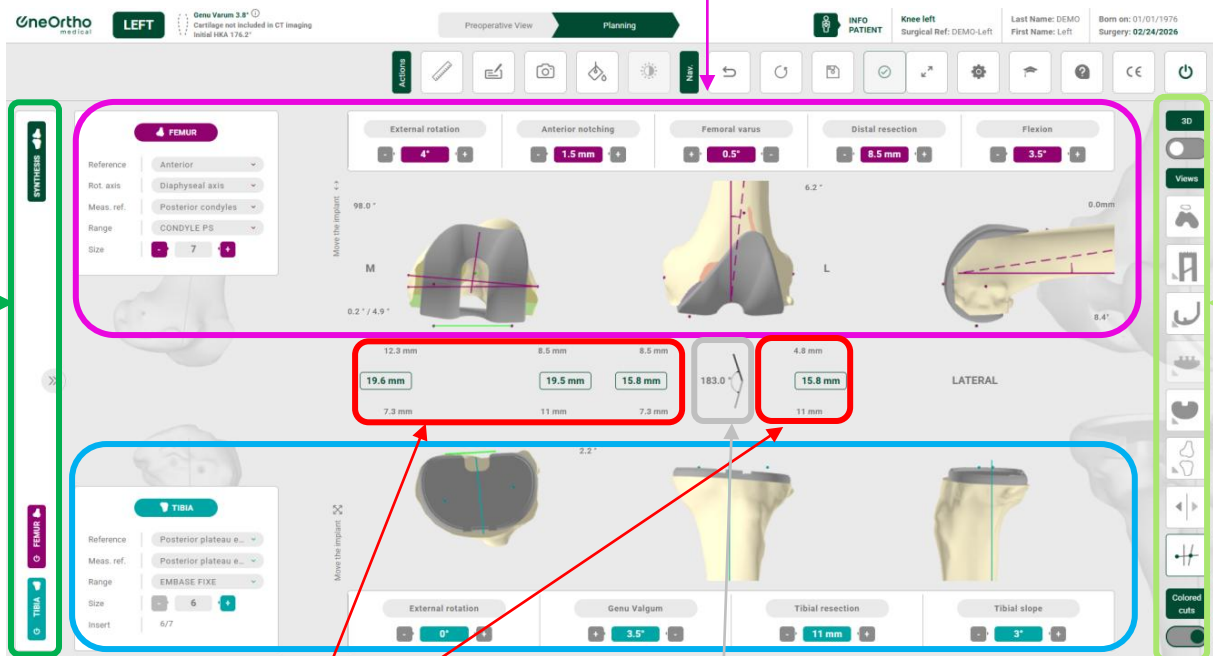 OneOrtho
medical
LEFT
Genu Varum 3.8° ⓘ
Cartilage not included in CT imaging
Initial HKA 176.2°
Preoperative View
Planning
INFO
PATIENT
Knee left
Surgical Ref: DEMO-Left
Last Name: DEMO
First Name: Left
Born on: 01/01/1976
Surgery: 02/24/2026
Actions
Nav.
CE
SYNTHESIS
FEMUR
Reference Anterior
Rot. axis Diaphyseal axis
Meas. ref. Posterior condyles
Range CONDYLE PS
Size - 7 +
External rotation
- 4° +
Anterior notching
- 1.5 mm +
Femoral varus
+ 0.5° -
Distal resection
- 8.5 mm +
Flexion
- 3.5° +
3D
Views
Move the implant
98.0 °
6.2 °
0.0mm
M
L
0.2 ° / 4.9 °
8.4°
12.3 mm 8.5 mm 8.5 mm 4.8 mm
19.6 mm 19.5 mm 15.8 mm 183.0 ° 15.8 mm LATERAL
7.3 mm 11 mm 7.3 mm 11 mm
2.2 °
TIBIA
Reference Posterior plateau e...
Meas. ref. Posterior plateau e...
Range EMBASE FIXE
Size - 6 +
Insert 6/7
Move the implant
External rotation
- 0° +
Genu Valgum
+ 3.5° -
Tibial resection
- 11 mm +
Tibial slope
- 3° +
FEMUR
TIBIA
Colored
cuts